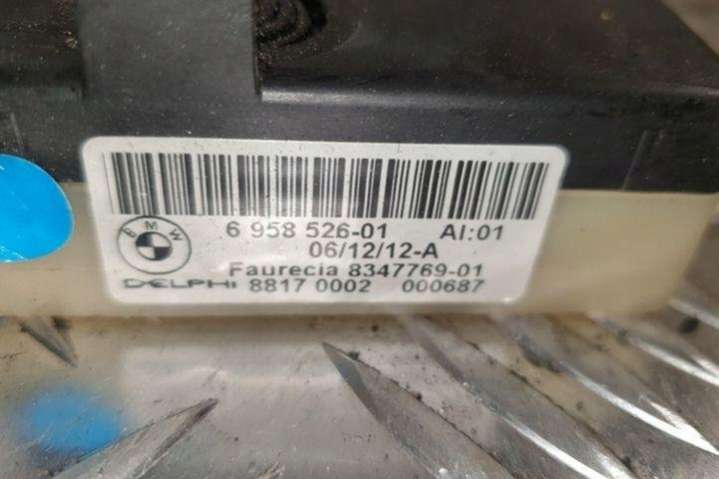 BMW
6 958 526-01 AI:01
06/12/12-A
Faurecia 8347769-01
DELPHI 8817 0002 000687